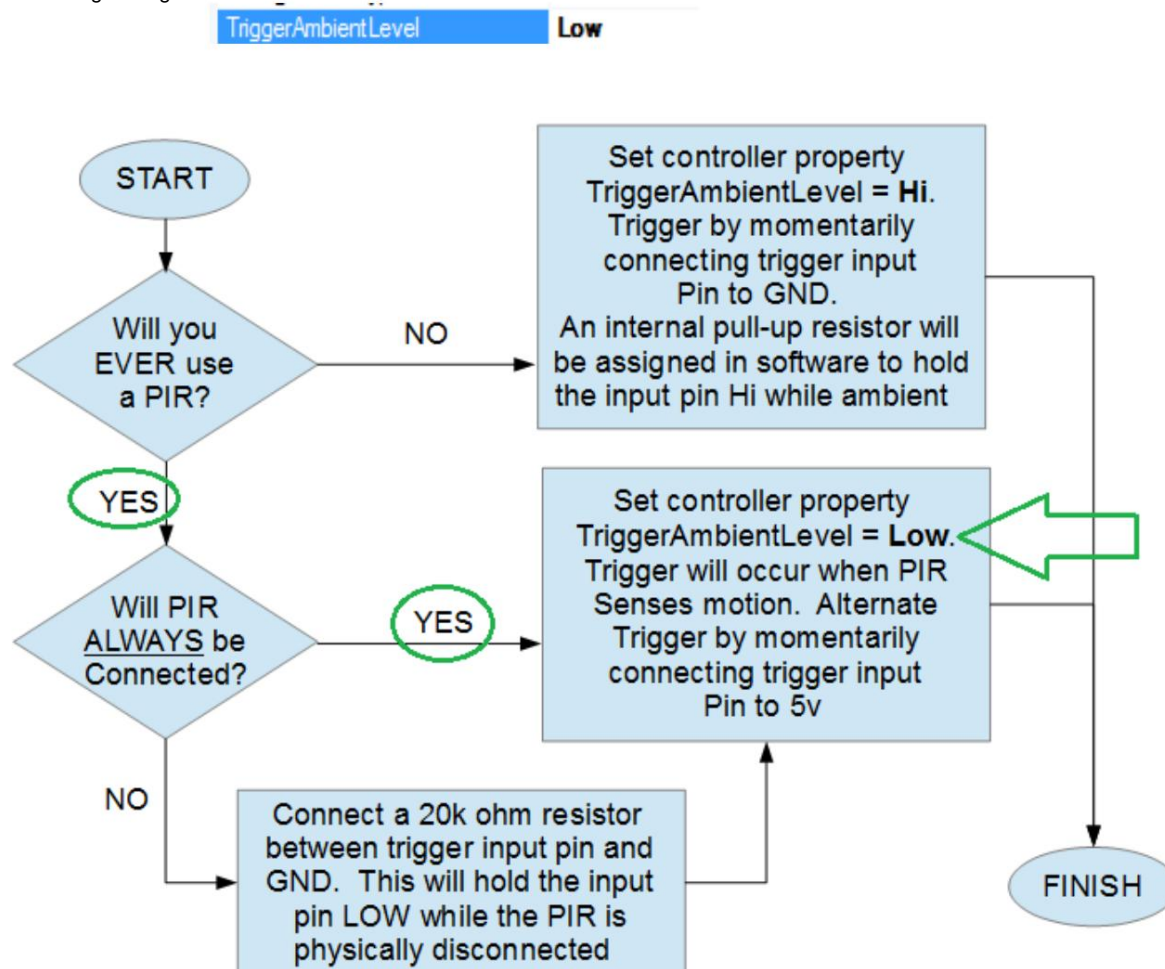 TriggerAmbientLevel Low
START
Will you
EVER use
a PIR?
NO
Set controller property
TriggerAmbientLevel = Hi.
Trigger by momentarily
connecting trigger input
Pin to GND.
An internal pull-up resistor will
be assigned in software to hold
the input pin Hi while ambient
YES
Will PIR
ALWAYS be
Connected?
YES
Set controller property
TriggerAmbientLevel = Low.
Trigger will occur when PIR
Senses motion. Alternate
Trigger by momentarily
connecting trigger input
Pin to 5v
NO
Connect a 20k ohm resistor
between trigger input pin and
GND. This will hold the input
pin LOW while the PIR is
physically disconnected
FINISH